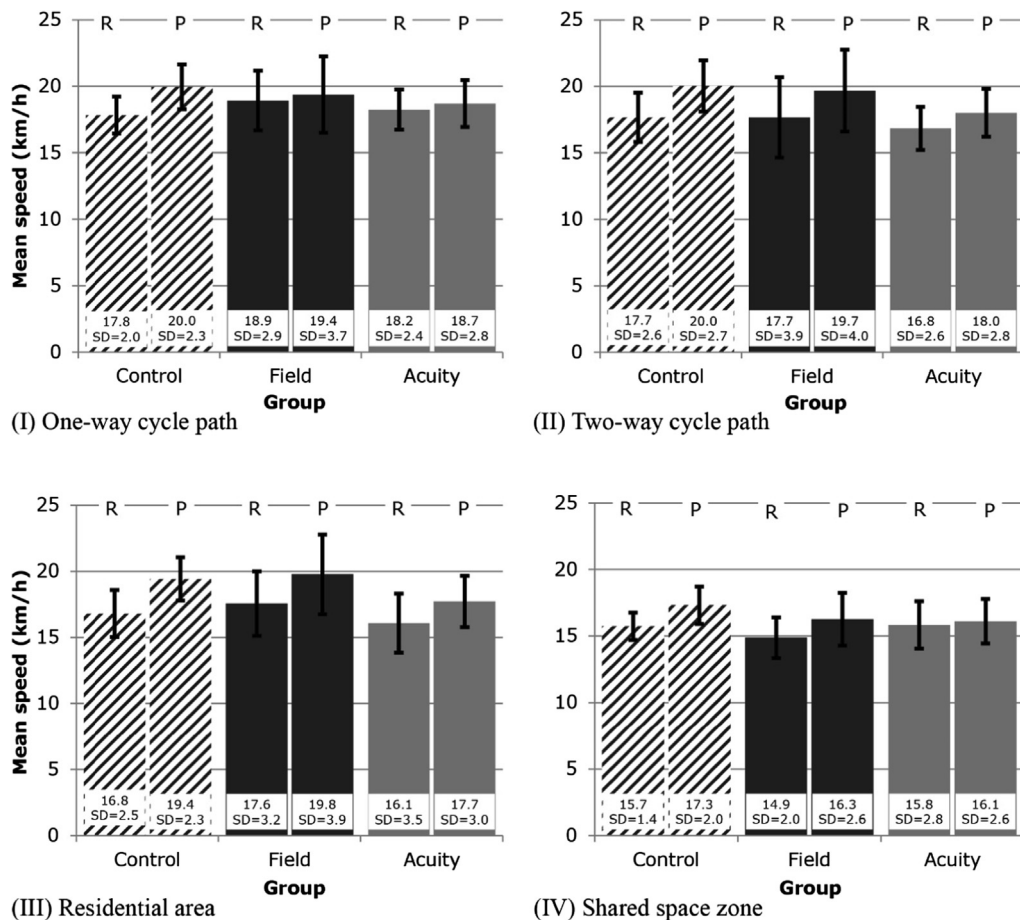 25
R P R P R P
20
15
10
5
0
Mean speed (km/h)
17.8 20.0 18.9 19.4 18.2 18.7
SD=2.0 SD=2.3 SD=2.9 SD=3.7 SD=2.4 SD=2.8
Control Field Acuity
Group
(I) One-way cycle path
25
R P R P R P
20
15
10
5
0
Mean speed (km/h)
17.7 20.0 17.7 19.7 16.8 18.0
SD=2.6 SD=2.7 SD=3.9 SD=4.0 SD=2.6 SD=2.8
Control Field Acuity
Group
(II) Two-way cycle path
25
R P R P R P
20
15
10
5
0
Mean speed (km/h)
16.8 19.4 17.6 19.8 16.1 17.7
SD=2.5 SD=2.3 SD=3.2 SD=3.9 SD=3.5 SD=3.0
Control Field Acuity
Group
(III) Residential area
25
R P R P R P
20
15
10
5
0
Mean speed (km/h)
15.7 17.3 14.9 16.3 15.8 16.1
SD=1.4 SD=2.0 SD=2.0 SD=2.6 SD=2.8 SD=2.6
Control Field Acuity
Group
(IV) Shared space zone